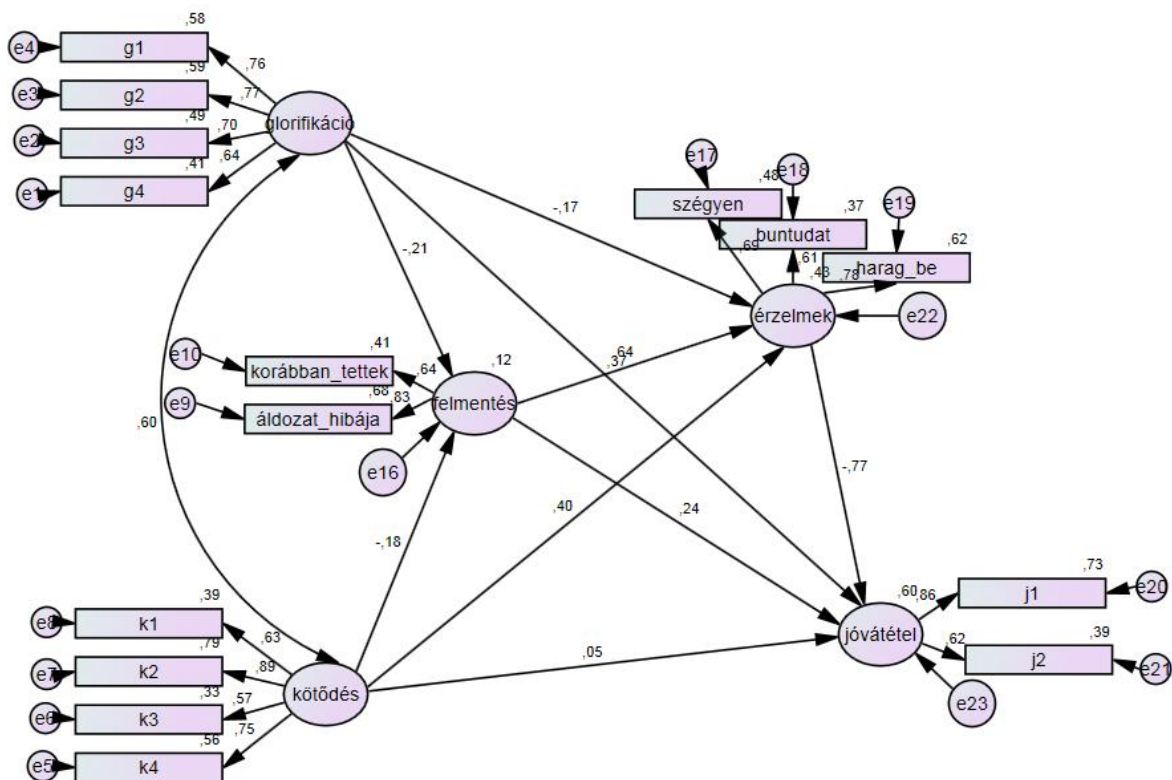 ,58
e4
g1
,76
,59
e3
g2
,77
glorifikáció
,49
e2
g3
,70
,64
,41
e1
g4
e17
e18
,48
szégyen
e19
,37
buntudat
,62
harag_be
,69
,61
,43
,78
-,17
-,21
érzelmek
e22
e10
,41
,12
,64
,37
korábban_tettek
,64
,68
,83
felmentés
e9
áldozat_hibája
,60
e16
-,77
,40
,24
-,18
,73
,60
,86
j1
e20
,39
e8
k1
,63
jóvátétel
,62
,39
j2
e21
,79
,05
e7
k2
,89
kötődés
,33
,57
e6
k3
e23
,75
,56
e5
k4